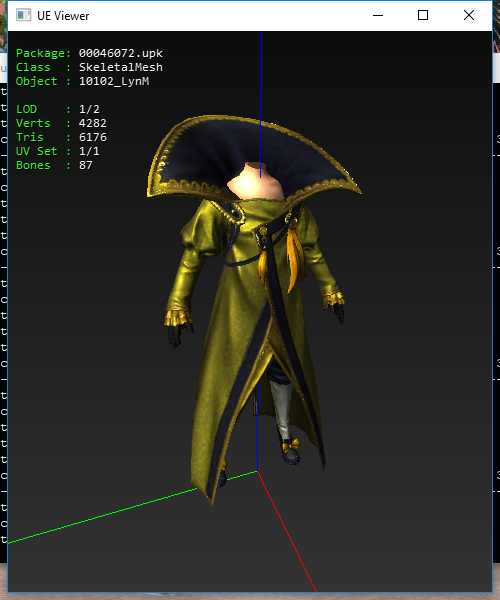 UE Viewer
Package: 00046072.upk
Class : SkeletalMesh
Object : 10102_LynM
LOD : 1/2
Verts : 4282
Tris : 6176
UV Set : 1/1
Bones : 87